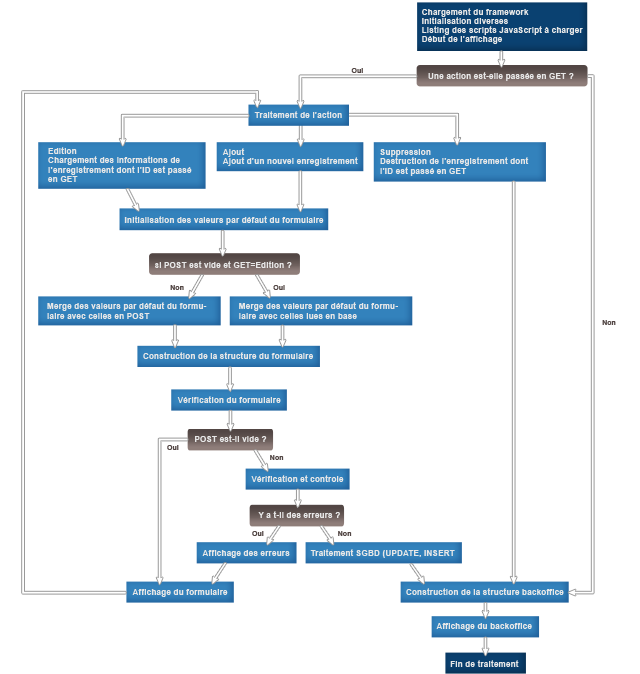 Chargement du framework
Initialisation diverses
Listing des scripts JavaScript à charger
Début de l'affichage
Oui
Une action est-elle passée en GET ?
Traitement de l'action
Edition
Chargement des informations de
l'enregistrement dont l'ID est passé
en GET
Ajout
Ajout d'un nouvel enregistrement
Suppression
Destruction de l'enregistrement dont
l'ID est passé en GET
Initialisation des valeurs par défaut du formulaire
si POST est vide et GET=Edition ?
Non
Oui
Merge des valeurs par défaut du formu-
laire avec celles en POST
Merge des valeurs par défaut du formu-
laire avec celles lues en base
Non
Construction de la structure du formulaire
Vérification du formulaire
POST est-il vide ?
Oui
Non
Vérification et controle
Y a t-il des erreurs ?
Oui
Non
Affichage des erreurs
Traitement SGBD (UPDATE, INSERT
Affichage du formulaire
Construction de la structure backoffice
Affichage du backoffice
Fin de traitement